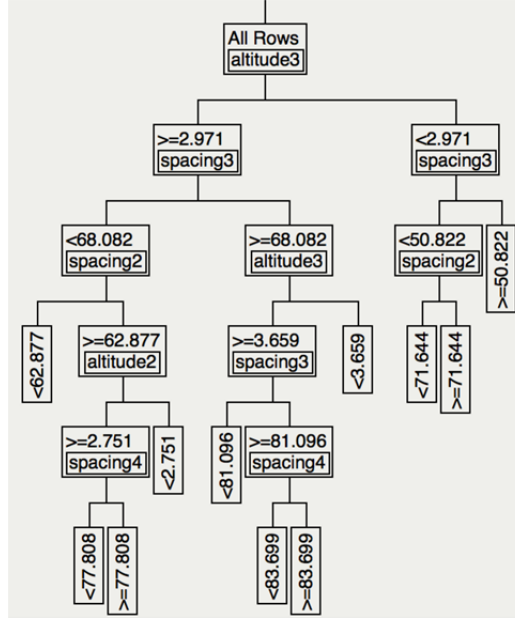 All Rows
altitude3
>=2.971
spacing3
<2.971
spacing3
<68.082
spacing2
>=68.082
altitude3
<50.822
spacing2
>=50.822
<62.877
>=62.877
altitude2
>=3.659
spacing3
<3.659
<71.644
>=71.644
>=2.751
spacing4
<2.751
<81.096
>=81.096
spacing4
<77.808
>=77.808
<83.699
>=83.699